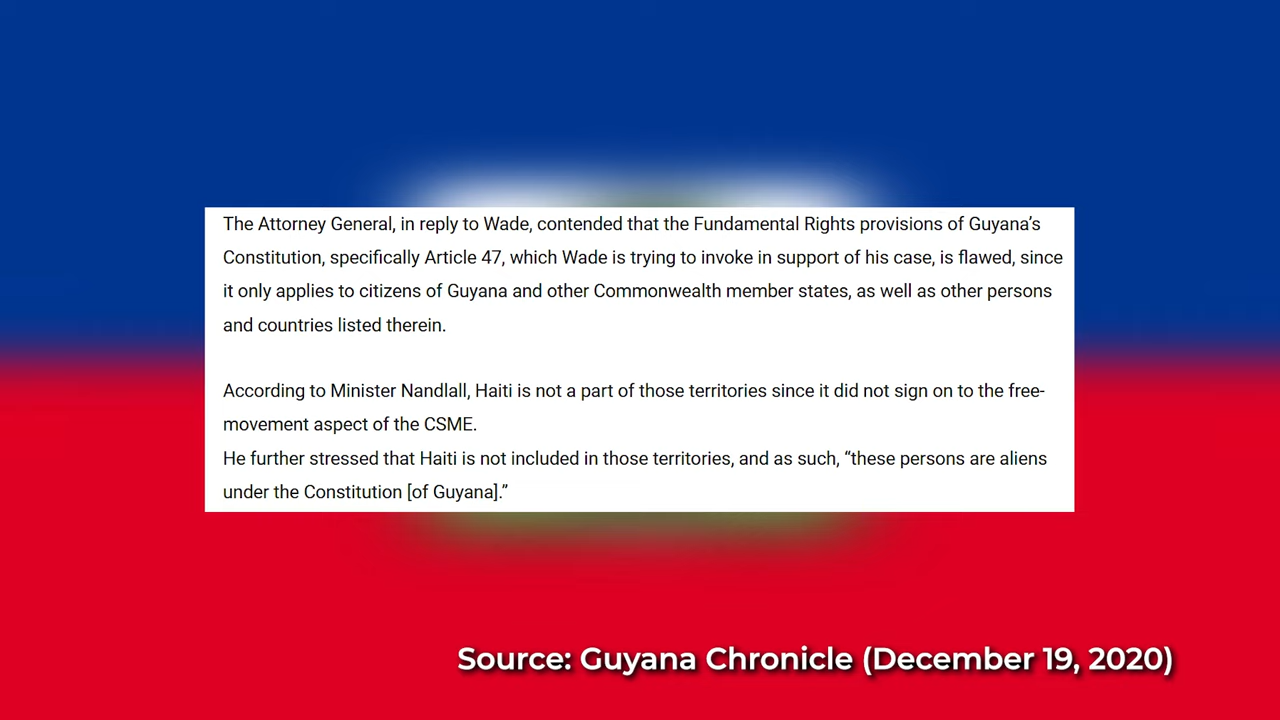 The Attorney General, in reply to Wade, contended that the Fundamental Rights provisions of Guyana’s
Constitution, specifically Article 47, which Wade is trying to invoke in support of his case, is flawed, since
it only applies to citizens of Guyana and other Commonwealth member states, as well as other persons
and countries listed therein.
According to Minister Nandlall, Haiti is not a part of those territories since it did not sign on to the free-
movement aspect of the CSME.
He further stressed that Haiti is not included in those territories, and as such, “these persons are aliens
under the Constitution [of Guyana].”
Source: Guyana Chronicle (December 19, 2020)